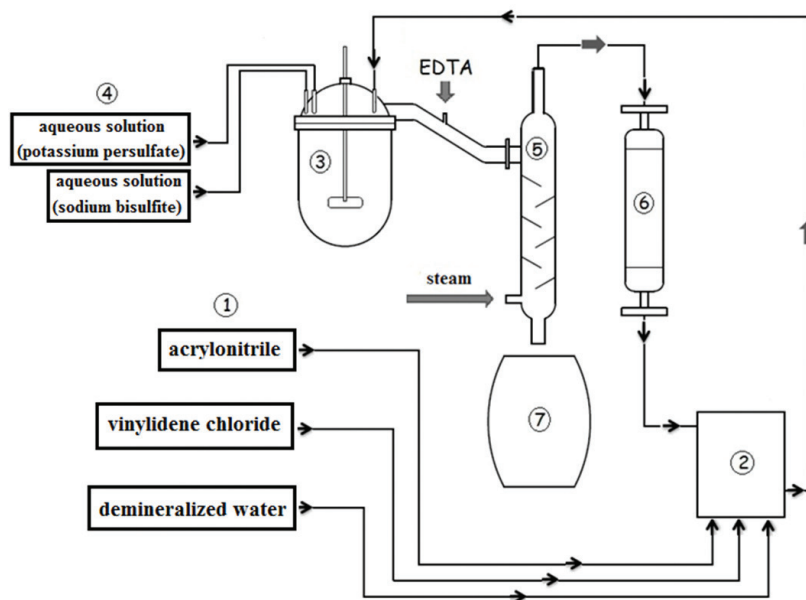 EDTA
④
aqueous solution
(potassium persulfate)
aqueous solution
(sodium bisulfite)
③
⑤
⑥
steam
①
acrylonitrile
vinylidene chloride
demineralized water
⑦
②